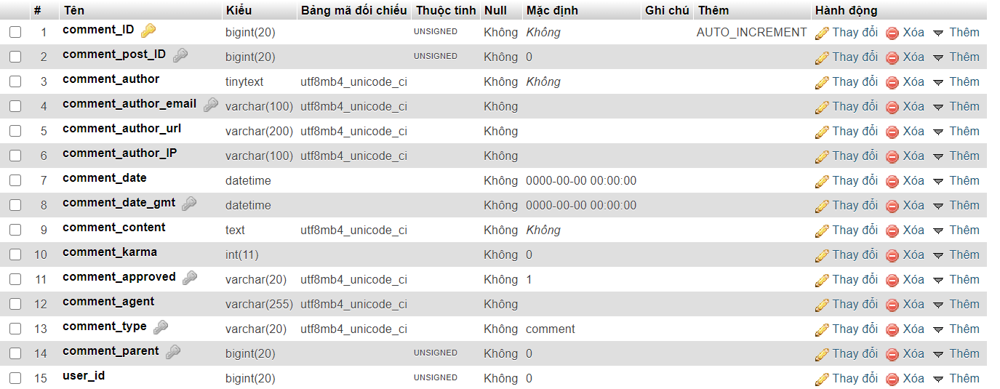 # Tên Kiểu Bảng mã đối chiếu Thuộc tính Null Mặc định Ghi chú Thêm Hành động
1 comment_ID bigint(20) UNSIGNED Không Không AUTO_INCREMENT Thay đổi Xóa Thêm
2 comment_post_ID bigint(20) UNSIGNED Không 0 Thay đổi Xóa Thêm
3 comment_author tinytext utf8mb4_unicode_ci Không Không Thay đổi Xóa Thêm
4 comment_author_email varchar(100) utf8mb4_unicode_ci Không Thay đổi Xóa Thêm
5 comment_author_url varchar(200) utf8mb4_unicode_ci Không Thay đổi Xóa Thêm
6 comment_author_IP varchar(100) utf8mb4_unicode_ci Không Thay đổi Xóa Thêm
7 comment_date datetime Không 0000-00-00 00:00:00 Thay đổi Xóa Thêm
8 comment_date_gmt datetime Không 0000-00-00 00:00:00 Thay đổi Xóa Thêm
9 comment_content text utf8mb4_unicode_ci Không Không Thay đổi Xóa Thêm
10 comment_karma int(11) Không 0 Thay đổi Xóa Thêm
11 comment_approved varchar(20) utf8mb4_unicode_ci Không 1 Thay đổi Xóa Thêm
12 comment_agent varchar(255) utf8mb4_unicode_ci Không Thay đổi Xóa Thêm
13 comment_type varchar(20) utf8mb4_unicode_ci Không comment Thay đổi Xóa Thêm
14 comment_parent bigint(20) UNSIGNED Không 0 Thay đổi Xóa Thêm
15 user_id bigint(20) UNSIGNED Không 0 Thay đổi Xóa Thêm